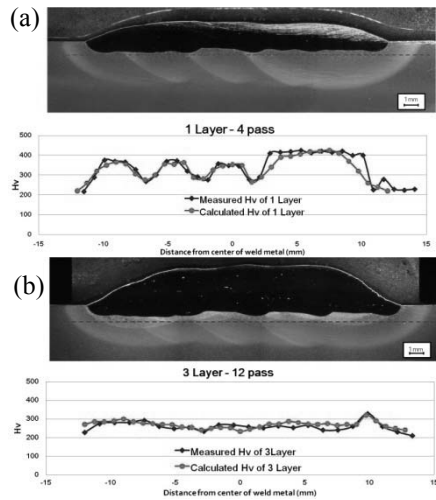 (a)
1mm
1 Layer - 4 pass
500
400
300
200
100
0
Hv
Measured Hv of 1 Layer
Calculated Hv of 1 Layer
-15
-10
-5
0
5
10
15
Distance from center of weld metal (mm)
(b)
1mm
3 Layer - 12 pass
500
400
300
200
100
0
Hv
Measured Hv of 3Layer
Calculated Hv of 3 Layer
-15
-10
-5
0
5
10
15
Distance from center of weld metal (mm)